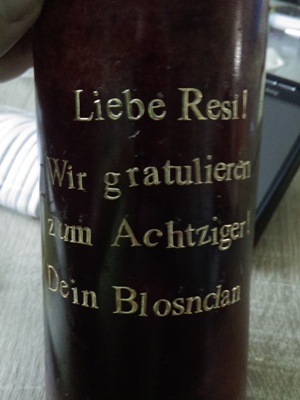 Liebe Resi!
Wir gratulieren
zum Achtziger!
Dein Blosnclan